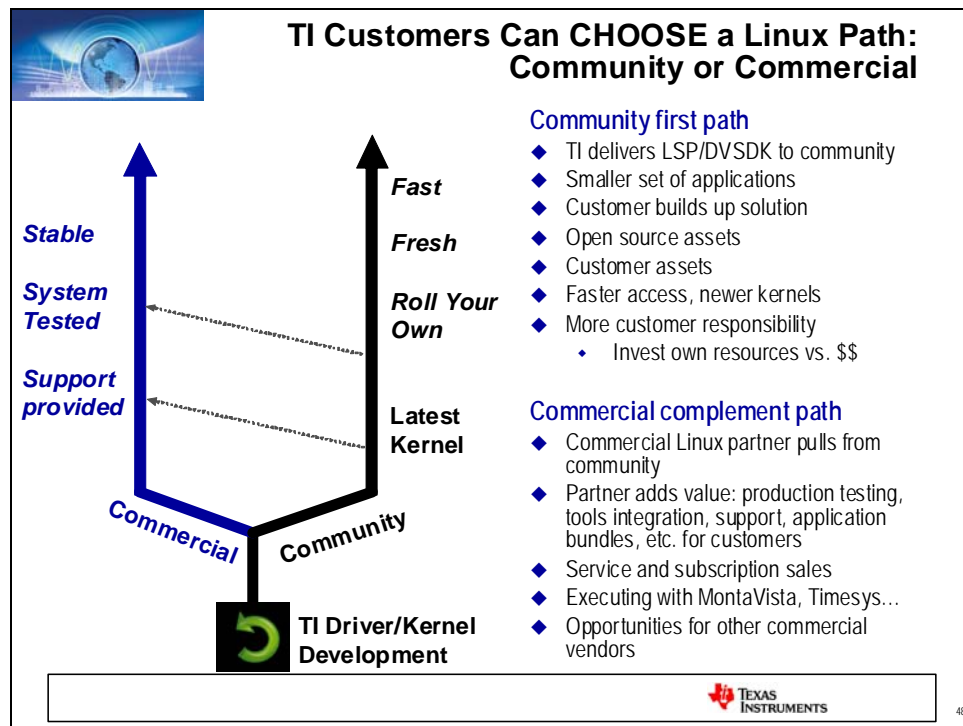 TI Customers Can CHOOSE a Linux Path:
Community or Commercial
Stable
System
Tested
Support
provided
Fast
Fresh
Roll Your
Own
Latest
Kernel
Commercial
Community
TI Driver/Kernel
Development
Community first path
TI delivers LSP/DVSDK to community
Smaller set of applications
Customer builds up solution
Open source assets
Customer assets
Faster access, newer kernels
More customer responsibility
Invest own resources vs. $$
Commercial complement path
Commercial Linux partner pulls from
community
Partner adds value: production testing,
tools integration, support, application
bundles, etc. for customers
Service and subscription sales
Executing with MontaVista, Timesys…
Opportunities for other commercial
vendors
TEXAS
INSTRUMENTS
48